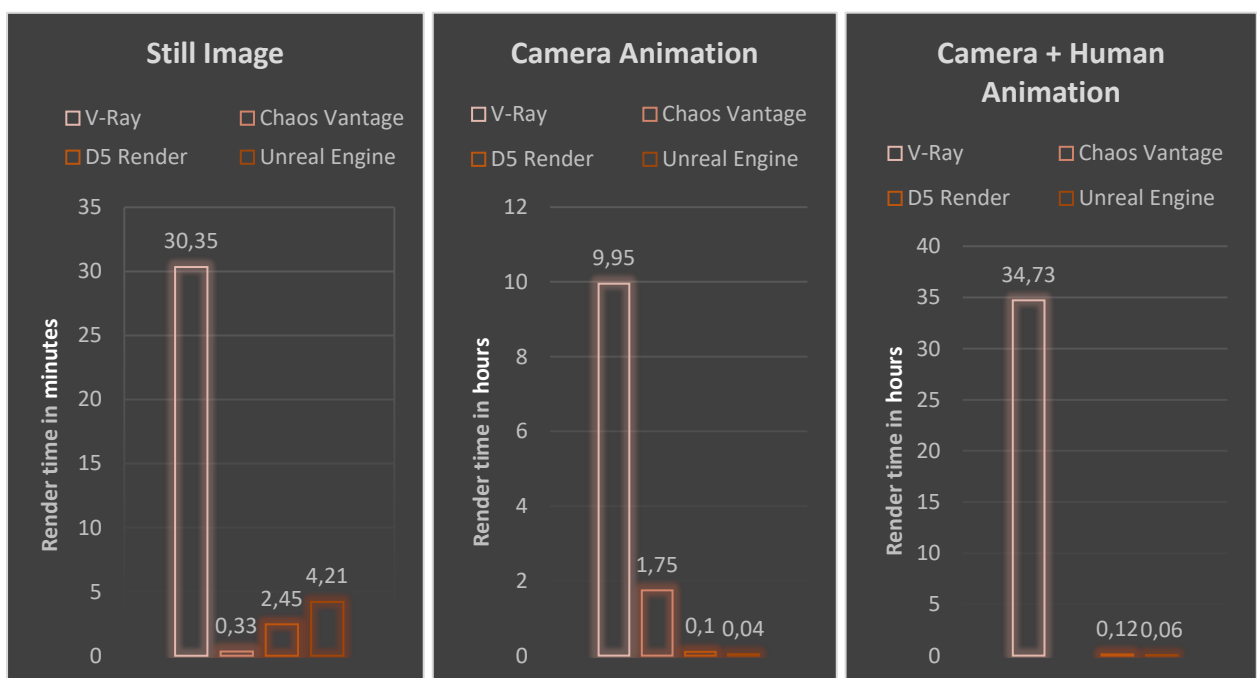 Still Image
V-Ray
Chaos Vantage
D5 Render
Unreal Engine
Render time in minutes
35
30
25
20
15
10
5
0
30,35
0,33
2,45
4,21
Camera Animation
V-Ray
Chaos Vantage
D5 Render
Unreal Engine
Render time in hours
12
10
8
6
4
2
0
9,95
1,75
0,1
0,04
Camera + Human
Animation
V-Ray
Chaos Vantage
D5 Render
Unreal Engine
Render time in hours
40
35
30
25
20
15
10
5
0
34,73
0,12
0,06